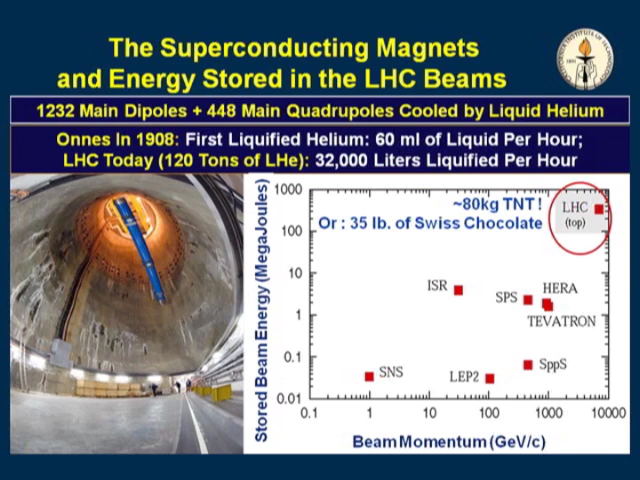 The Superconducting Magnets
and Energy Stored in the LHC Beams
1232 Main Dipoles + 448 Main Quadrupoles Cooled by Liquid Helium
Onnes In 1908: First Liquified Helium: 60 ml of Liquid Per Hour;
LHC Today (120 Tons of LHe): 32,000 Liters Liquified Per Hour
Stored Beam Energy (MegaJoules)
1000
100
10
1
0.1
0.01
~80kg TNT!
Or : 35 lb. of Swiss Chocolate
LHC
(top)
ISR
SPS
HERA
TEVATRON
SNS
LEP2
SppS
0.1
1
10
100
1000
10000
Beam Momentum (GeV/c)